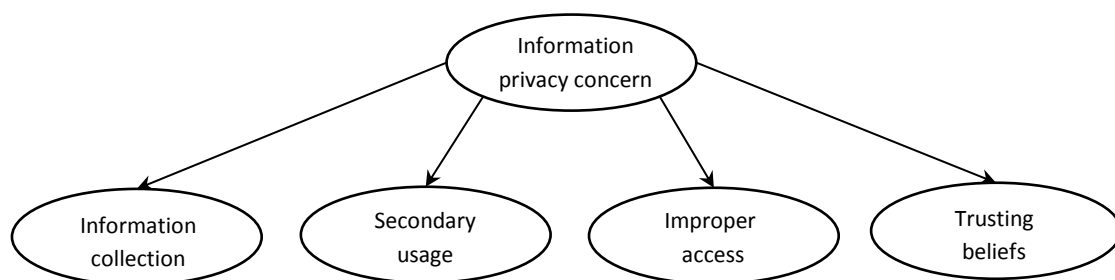 Information
privacy concern
Information
collection
Secondary
usage
Improper
access
Trusting
beliefs